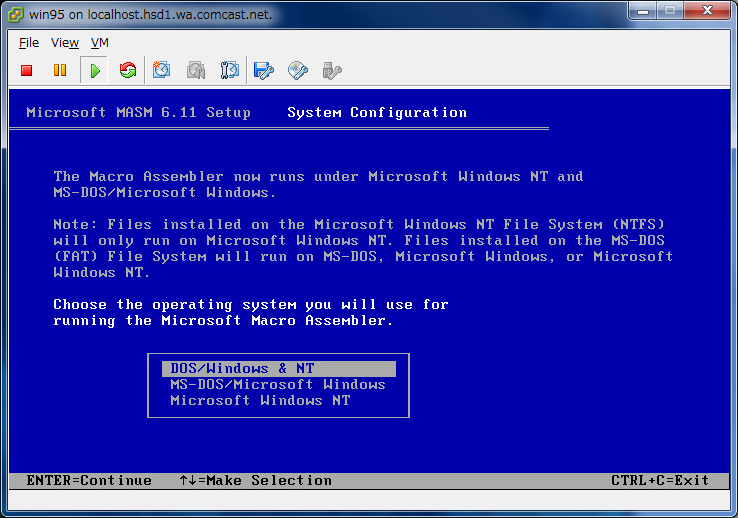 win95 on localhost.hsd1.wa.comcast.net.
File View VM
Microsoft MASM 6.11 Setup System Configuration
The Macro Assembler now runs under Microsoft Windows NT and
MS-DOS/Microsoft Windows.
Note: Files installed on the Microsoft Windows NT File System (NTFS)
will only run on Microsoft Windows NT. Files installed on the MS-DOS
(FAT) File System will run on MS-DOS, Microsoft Windows, or Microsoft
Windows NT.
Choose the operating system you will use for
running the Microsoft Macro Assembler.
DOS/Windows & NT
MS-DOS/Microsoft Windows
Microsoft Windows NT
ENTER=Continue ↑↓=Make Selection CTRL+C=Exit